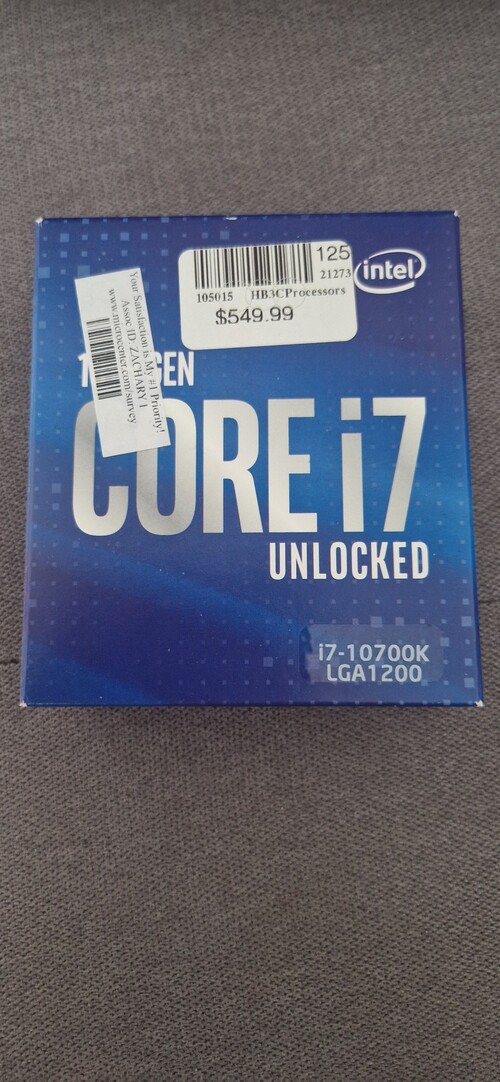 125
21273
105015 HB3CProcessors
$549.99
intel
Your Satisfaction is My #1 Priority!
Assoc ID: ZACHARY I
www.microcenter.com/survey
GEN
CORE i7
UNLOCKED
i7-10700K
LGA1200